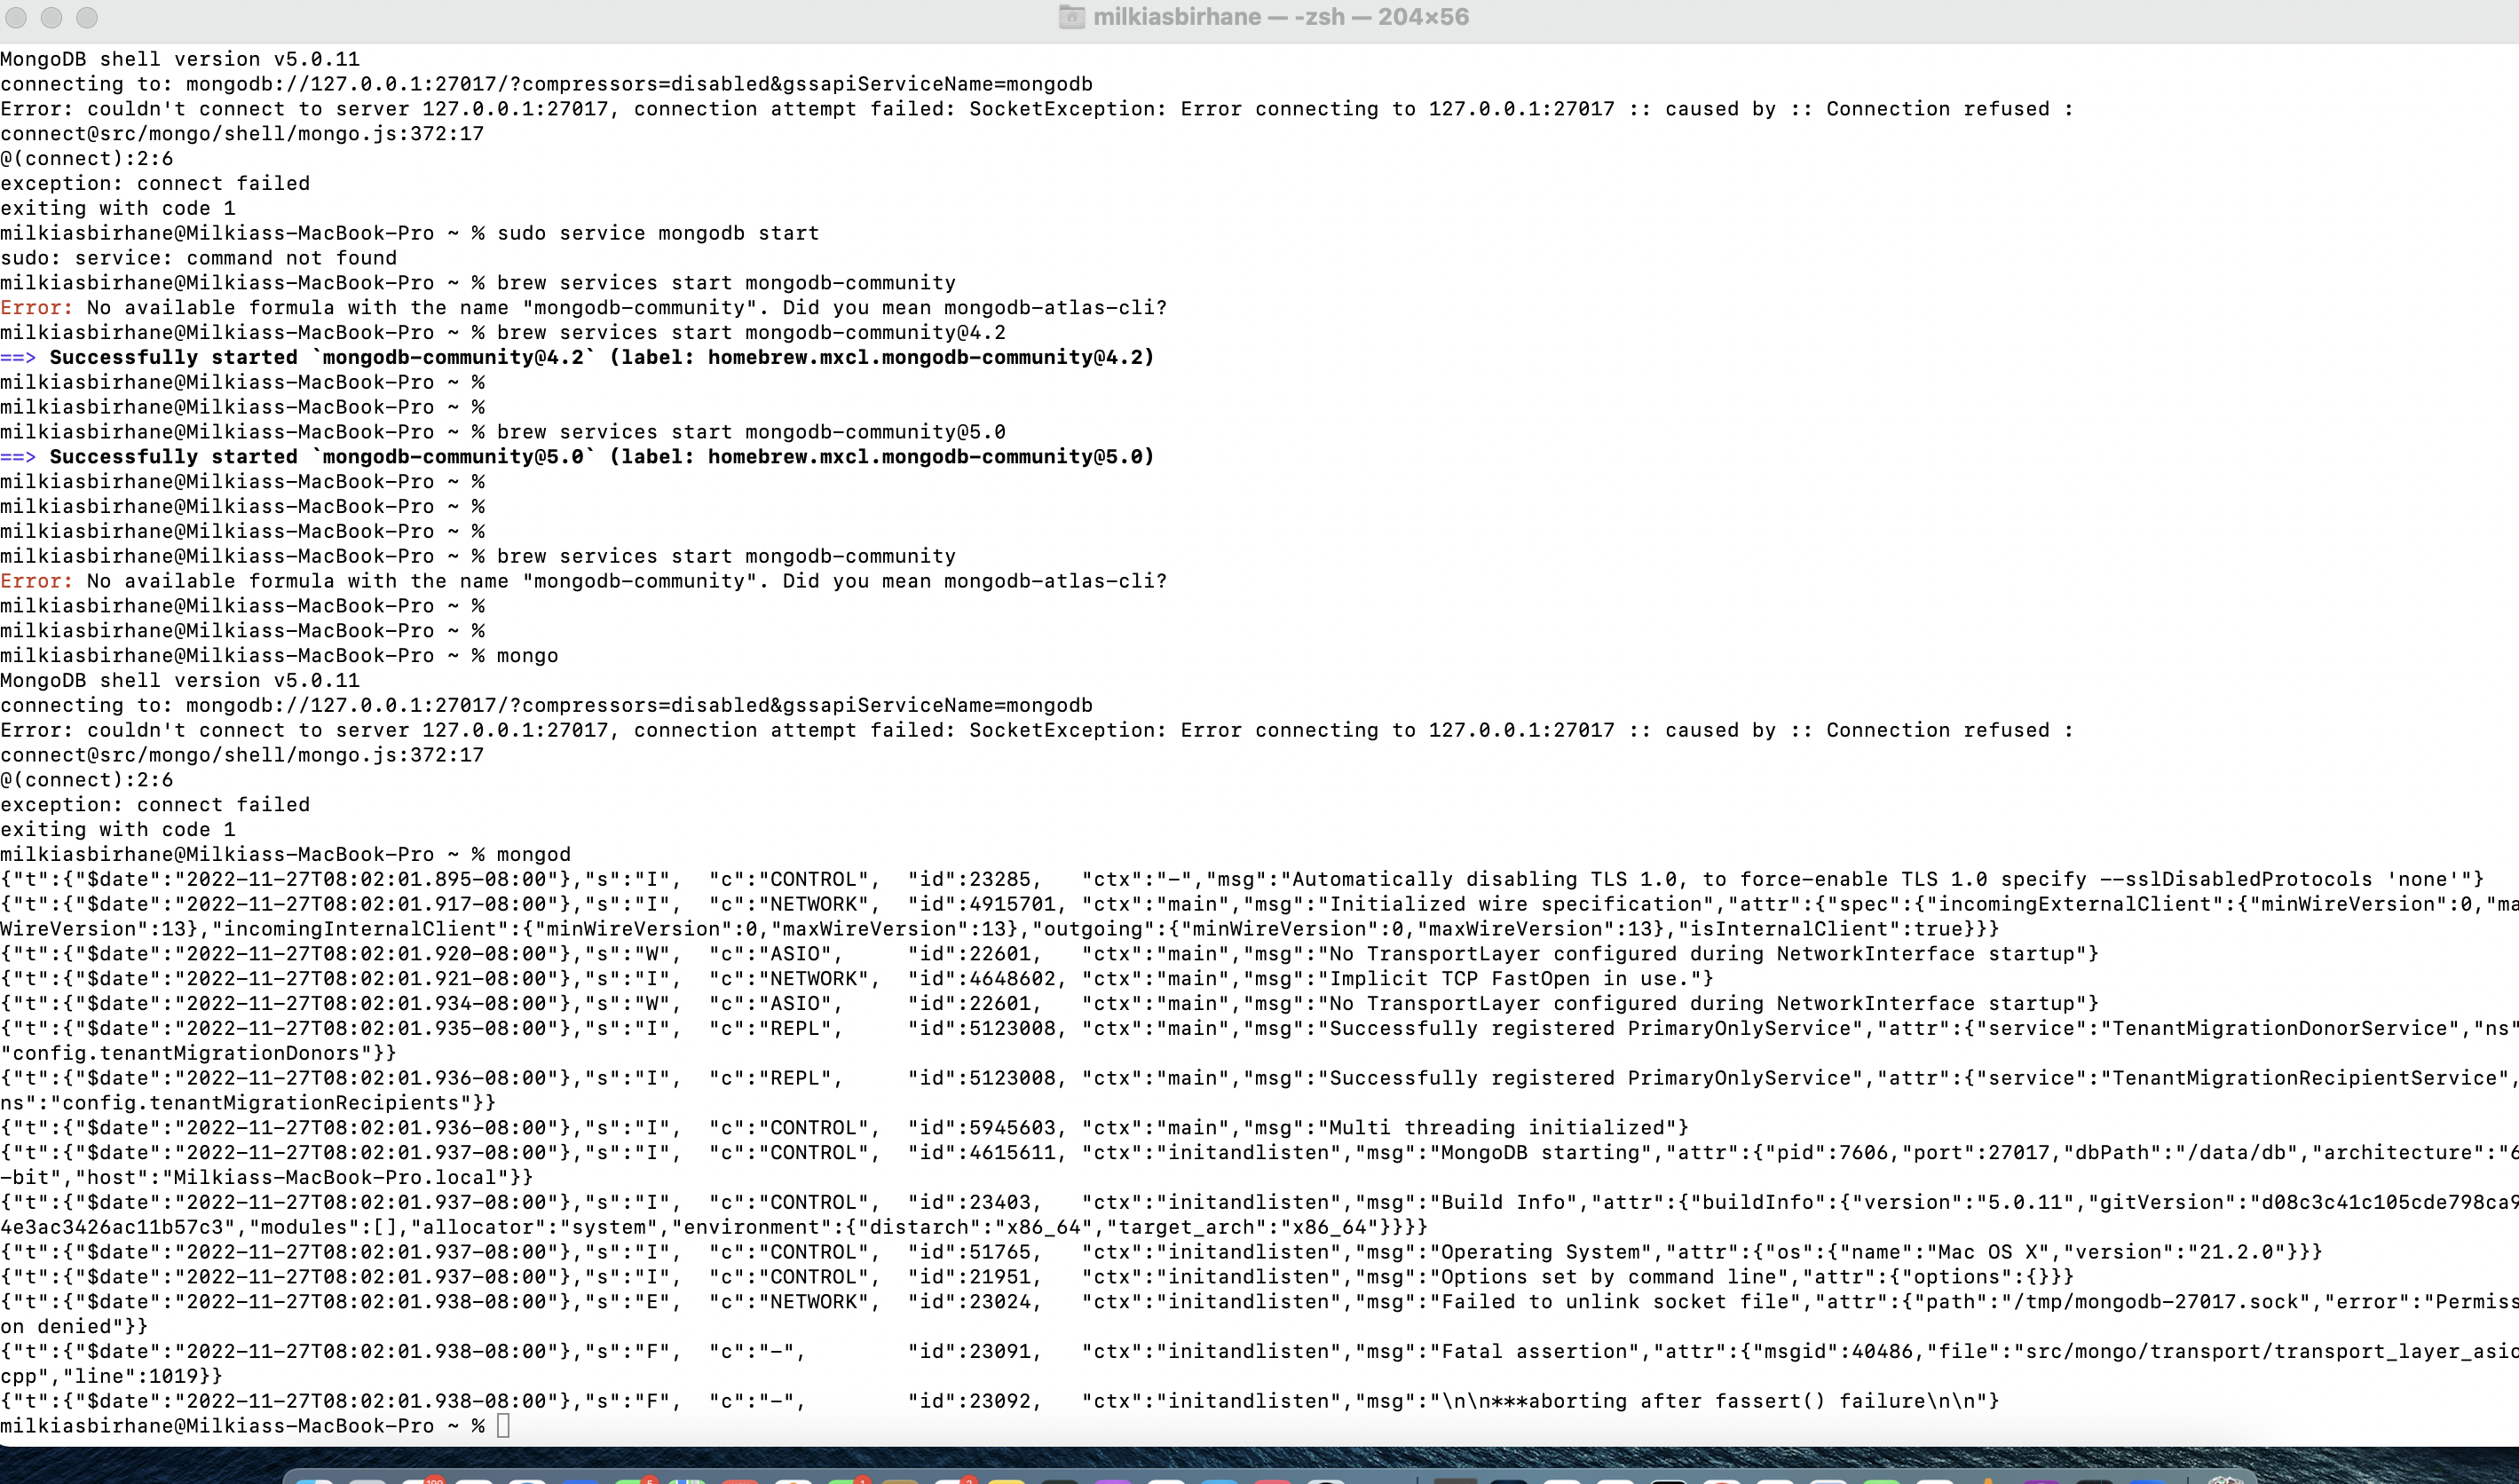 milkiasbirhane — -zsh — 204×56
MongoDB shell version v5.0.11
connecting to: mongodb://127.0.0.1:27017/?compressors=disabled&gssapiServiceName=mongodb
Error: couldn't connect to server 127.0.0.1:27017, connection attempt failed: SocketException: Error connecting to 127.0.0.1:27017 :: caused by :: Connection refused :
connect@src/mongo/shell/mongo.js:372:17
@(connect):2:6
exception: connect failed
exiting with code 1
milkiasbirhane@Milkiass-MacBook-Pro ~ % sudo service mongodb start
sudo: service: command not found
milkiasbirhane@Milkiass-MacBook-Pro ~ % brew services start mongodb-community
Error: No available formula with the name "mongodb-community". Did you mean mongodb-atlas-cli?
milkiasbirhane@Milkiass-MacBook-Pro ~ % brew services start mongodb-community@4.2
==> Successfully started `mongodb-community@4.2` (label: homebrew.mxcl.mongodb-community@4.2)
milkiasbirhane@Milkiass-MacBook-Pro ~ %
milkiasbirhane@Milkiass-MacBook-Pro ~ %
milkiasbirhane@Milkiass-MacBook-Pro ~ % brew services start mongodb-community@5.0
==> Successfully started `mongodb-community@5.0` (label: homebrew.mxcl.mongodb-community@5.0)
milkiasbirhane@Milkiass-MacBook-Pro ~ %
milkiasbirhane@Milkiass-MacBook-Pro ~ %
milkiasbirhane@Milkiass-MacBook-Pro ~ %
milkiasbirhane@Milkiass-MacBook-Pro ~ % brew services start mongodb-community
Error: No available formula with the name "mongodb-community". Did you mean mongodb-atlas-cli?
milkiasbirhane@Milkiass-MacBook-Pro ~ %
milkiasbirhane@Milkiass-MacBook-Pro ~ %
milkiasbirhane@Milkiass-MacBook-Pro ~ % mongo
MongoDB shell version v5.0.11
connecting to: mongodb://127.0.0.1:27017/?compressors=disabled&gssapiServiceName=mongodb
Error: couldn't connect to server 127.0.0.1:27017, connection attempt failed: SocketException: Error connecting to 127.0.0.1:27017 :: caused by :: Connection refused :
connect@src/mongo/shell/mongo.js:372:17
@(connect):2:6
exception: connect failed
exiting with code 1
milkiasbirhane@Milkiass-MacBook-Pro ~ % mongod
{"t":{"$date":"2022-11-27T08:02:01.895-08:00"},"s":"I",  "c":"CONTROL",  "id":23285,   "ctx":"-","msg":"Automatically disabling TLS 1.0, to force-enable TLS 1.0 specify --sslDisabledProtocols 'none'"}
{"t":{"$date":"2022-11-27T08:02:01.917-08:00"},"s":"I",  "c":"NETWORK",  "id":4915701, "ctx":"main","msg":"Initialized wire specification","attr":{"spec":{"incomingExternalClient":{"minWireVersion":0,"ma
WireVersion":13},"incomingInternalClient":{"minWireVersion":0,"maxWireVersion":13},"outgoing":{"minWireVersion":0,"maxWireVersion":13},"isInternalClient":true}}}
{"t":{"$date":"2022-11-27T08:02:01.920-08:00"},"s":"W",  "c":"ASIO",     "id":22601,   "ctx":"main","msg":"No TransportLayer configured during NetworkInterface startup"}
{"t":{"$date":"2022-11-27T08:02:01.921-08:00"},"s":"I",  "c":"NETWORK",  "id":4648602, "ctx":"main","msg":"Implicit TCP FastOpen in use."}
{"t":{"$date":"2022-11-27T08:02:01.934-08:00"},"s":"W",  "c":"ASIO",     "id":22601,   "ctx":"main","msg":"No TransportLayer configured during NetworkInterface startup"}
{"t":{"$date":"2022-11-27T08:02:01.935-08:00"},"s":"I",  "c":"REPL",     "id":5123008, "ctx":"main","msg":"Successfully registered PrimaryOnlyService","attr":{"service":"TenantMigrationDonorService","ns"
"config.tenantMigrationDonors"}}
{"t":{"$date":"2022-11-27T08:02:01.936-08:00"},"s":"I",  "c":"REPL",     "id":5123008, "ctx":"main","msg":"Successfully registered PrimaryOnlyService","attr":{"service":"TenantMigrationRecipientService",
ns":"config.tenantMigrationRecipients"}}
{"t":{"$date":"2022-11-27T08:02:01.936-08:00"},"s":"I",  "c":"CONTROL",  "id":5945603, "ctx":"main","msg":"Multi threading initialized"}
{"t":{"$date":"2022-11-27T08:02:01.937-08:00"},"s":"I",  "c":"CONTROL",  "id":4615611, "ctx":"initandlisten","msg":"MongoDB starting","attr":{"pid":7606,"port":27017,"dbPath":"/data/db","architecture":"6
-bit","host":"Milkiass-MacBook-Pro.local"}}
{"t":{"$date":"2022-11-27T08:02:01.937-08:00"},"s":"I",  "c":"CONTROL",  "id":23403,   "ctx":"initandlisten","msg":"Build Info","attr":{"buildInfo":{"version":"5.0.11","gitVersion":"d08c3c41c105cde798ca9
4e3ac3426ac11b57c3","modules":[],"allocator":"system","environment":{"distarch":"x86_64","target_arch":"x86_64"}}}}
{"t":{"$date":"2022-11-27T08:02:01.937-08:00"},"s":"I",  "c":"CONTROL",  "id":51765,   "ctx":"initandlisten","msg":"Operating System","attr":{"os":{"name":"Mac OS X","version":"21.2.0"}}}
{"t":{"$date":"2022-11-27T08:02:01.937-08:00"},"s":"I",  "c":"CONTROL",  "id":21951,   "ctx":"initandlisten","msg":"Options set by command line","attr":{"options":{}}}
{"t":{"$date":"2022-11-27T08:02:01.938-08:00"},"s":"E",  "c":"NETWORK",  "id":23024,   "ctx":"initandlisten","msg":"Failed to unlink socket file","attr":{"path":"/tmp/mongodb-27017.sock","error":"Permiss
on denied"}}
{"t":{"$date":"2022-11-27T08:02:01.938-08:00"},"s":"F",  "c":"-",        "id":23091,   "ctx":"initandlisten","msg":"Fatal assertion","attr":{"msgid":40486,"file":"src/mongo/transport/transport_layer_asio
cpp","line":1019}}
{"t":{"$date":"2022-11-27T08:02:01.938-08:00"},"s":"F",  "c":"-",        "id":23092,   "ctx":"initandlisten","msg":"\n\n***aborting after fassert() failure\n\n"}
milkiasbirhane@Milkiass-MacBook-Pro ~ %